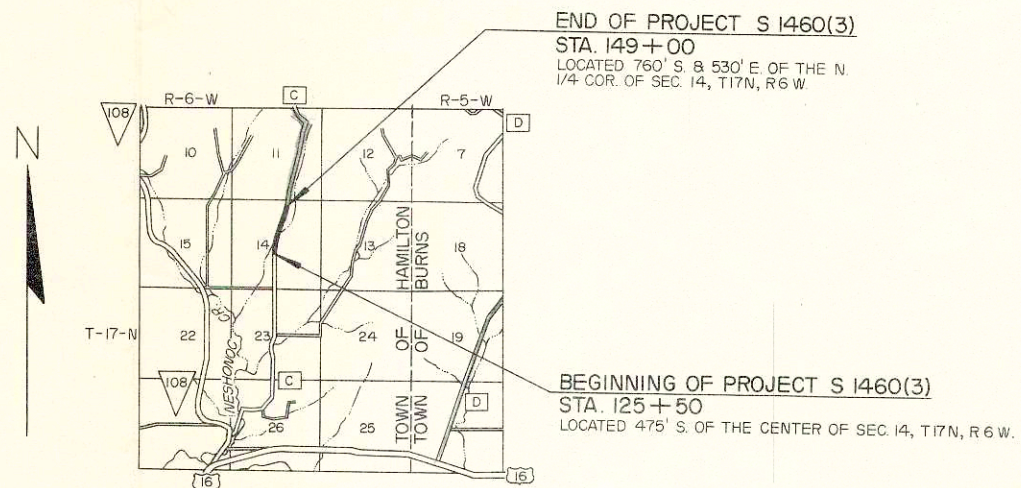 END OF PROJECT S 1460(3)
STA. 149+00
LOCATED 760' S. & 530' E. OF THE N.
1/4 COR. OF SEC. 14, T17N, R6W.
N
108
R-6-W
C
R-5-W
D
10
11
12
7
15
14
13
18
HAMILTON
BURNS
T-17-N
22
23
24
19
OF
OF
NESHONOC
CR.
108
C
D
26
25
TOWN
TOWN
16
16
BEGINNING OF PROJECT S 1460(3)
STA. 125+50
LOCATED 475' S. OF THE CENTER OF SEC. 14, T17N, R6W.